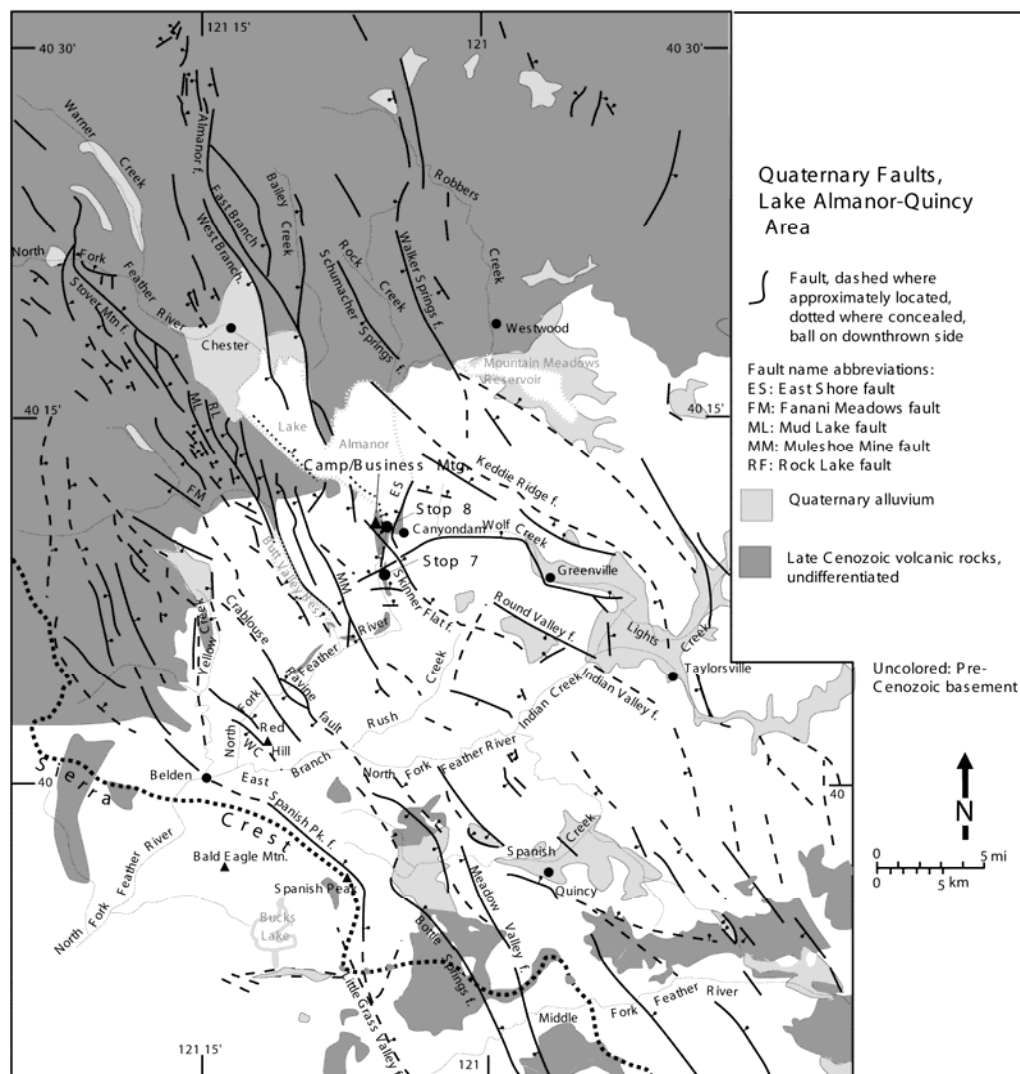 121 15'
121
40 30'
40 30'
Warner
Creek
Almanor f.
Bailey
Creek
East Branch
West Branch
Robbers
Creek
Rock
Creek
Schumacher
Springs f.
Walker Springs f.
North
Fork
Feather
River
Stover Mtn f.
Chester
Westwood
Mountain Meadows
Reservoir
40 15'
40 15'
ML
RL
Lake
Almanor
Camp/Business Mtg.
ES
Keddie Ridge f.
FM
Stop 8
Canyondam
Wolf
Creek
Stop 7
Greenville
MM
Skinner Flat f.
Round Valley f.
Lights
Creek
Taylorsville
Yellow Creek
Crablouse
Ravine
fault
North
Fork
Feather
River
Creek
Rush
Indian Creek
Indian Valley f.
Red
Hill
WC
Belden
East
Branch
North
Fork
Feather River
40
40
Sierra
Crest
Spanish Pk. f.
Bald Eagle Mtn.
Spanish Peak
North Fork Feather River
Bucks
Lake
Spanish
Creek
Quincy
Meadow
Valley f.
Bottle
Springs f.
Little Grass Valley f.
Middle
Fork
Feather
River
121 15'
121
Quaternary Faults,
Lake Almanor-Quincy
Area
Fault, dashed where
approximately located,
dotted where concealed,
ball on downthrown side
Fault name abbreviations:
ES: East Shore fault
FM: Fanani Meadows fault
ML: Mud Lake fault
MM: Muleshoe Mine fault
RF: Rock Lake fault
Quaternary alluvium
Late Cenozoic volcanic rocks,
undifferentiated
Uncolored: Pre-
Cenozoic basement
N
0 5 mi
0 5 km